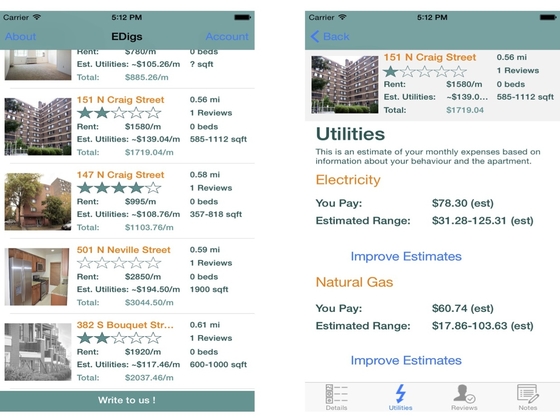 Carrier 5:12 PM
About EDigs Account
Rent: $780/m 0 beds
Est. Utilities: ~$105.26/m ? sqft
Total: $885.26/m
151 N Craig Street 0.56 mi
1 Reviews
Rent: $1580/m 0 beds
Est. Utilities: ~$139.04/m 585-1112 sqft
Total: $1719.04/m
147 N Craig Street 0.58 mi
1 Reviews
Rent: $995/m 0 beds
Est. Utilities: ~$108.76/m 357-818 sqft
Total: $1103.76/m
501 N Neville Street 0.59 mi
1 Reviews
Rent: $2850/m 0 beds
Est. Utilities: ~$194.50/m 1900 sqft
Total: $3044.50/m
382 S Bouquet Str... 0.61 mi
1 Reviews
Rent: $1920/m 0 beds
Est. Utilities: ~$117.46/m 600-1000 sqft
Total: $2037.46/m
Write to us !
Carrier 5:12 PM
Back
151 N Craig Street 0.56 mi
1 Reviews
Rent: $1580/m 0 beds
Est. Utilities: ~$139.0... 585-1112 sqft
Total: $1719.04
Utilities
This is an estimate of your monthly expenses based on
information about your behaviour and the apartment.
Electricity
You Pay: $78.30 (est)
Estimated Range: $31.28-125.31 (est)
Improve Estimates
Natural Gas
You Pay: $60.74 (est)
Estimated Range: $17.86-103.63 (est)
Improve Estimates
Details Utilities Reviews Notes